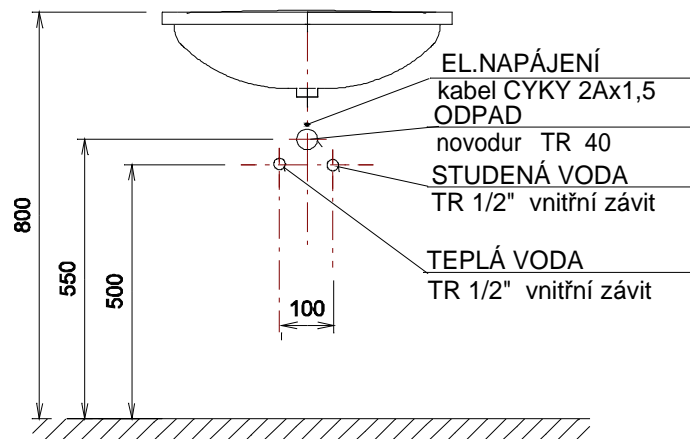 EL.NAPÁJENÍ
kabel CYKY 2Ax1,5
ODPAD
novodur TR 40
STUDENÁ VODA
TR 1/2" vnitřní závit
TEPLÁ VODA
TR 1/2" vnitřní závit
800
550
500
100